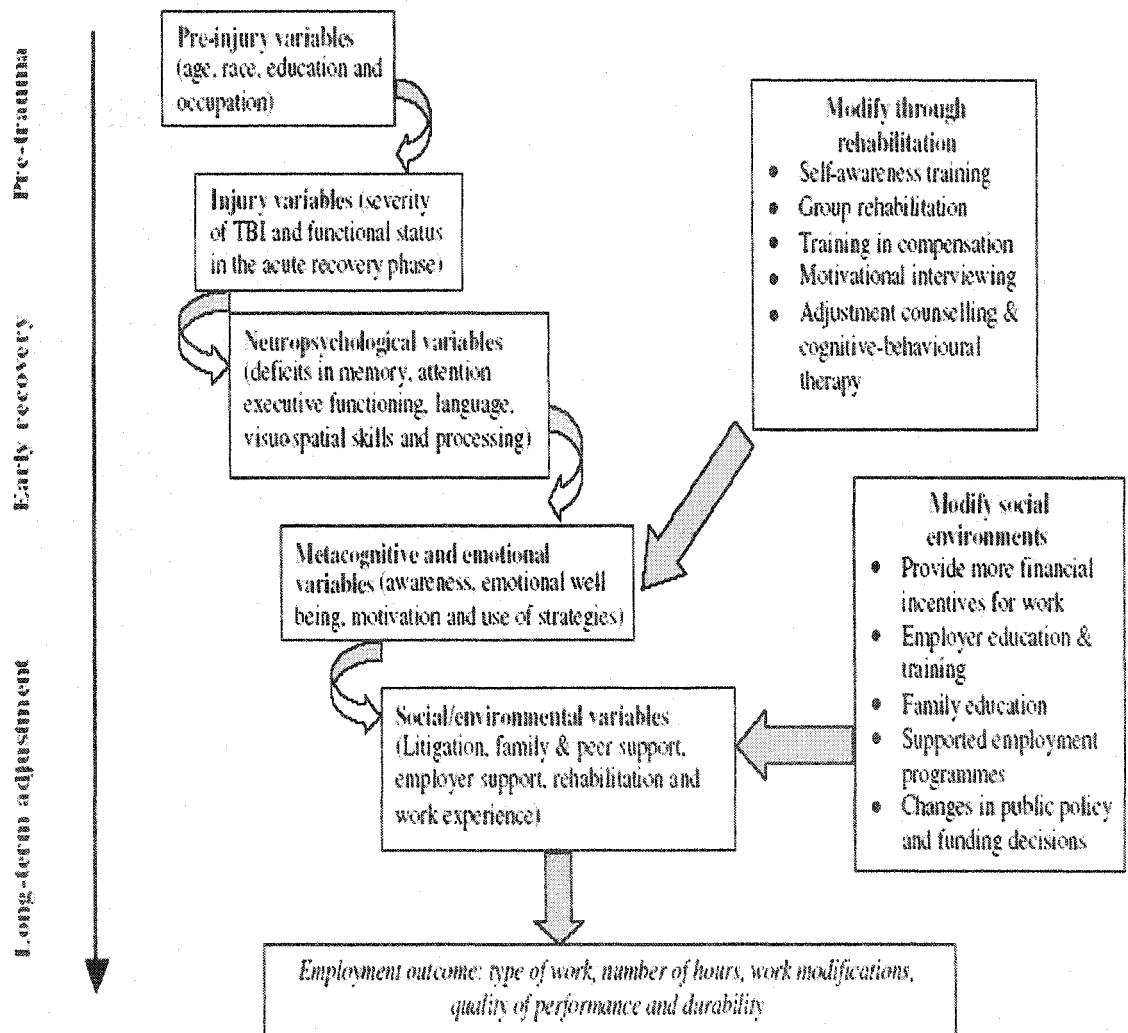 Pre-trauma
Early recovery
Long-term adjustment
Pre-injury variables
(age, race, education and
occupation)
Injury variables (severity
of TBI and functional status
in the acute recovery phase)
Neuropsychological variables
(deficits in memory, attention
executive functioning, language,
visuo-spatial skills and processing)
Metacognitive and emotional
variables (awareness, emotional well
being, motivation and use of strategies)
Social/environmental variables
(Litigation, family & peer support,
employer support, rehabilitation and
work experience)
Employment outcome: type of work, number of hours, work modifications,
quality of performance and durability
Modify through
rehabilitation
• Self-awareness training
• Group rehabilitation
• Training in compensation
• Motivational interviewing
• Adjustment counselling &
cognitive-behavioural
therapy
Modify social
environments
• Provide more financial
incentives for work
• Employer education &
training
• Family education
• Supported employment
programmes
• Changes in public policy
and funding decisions